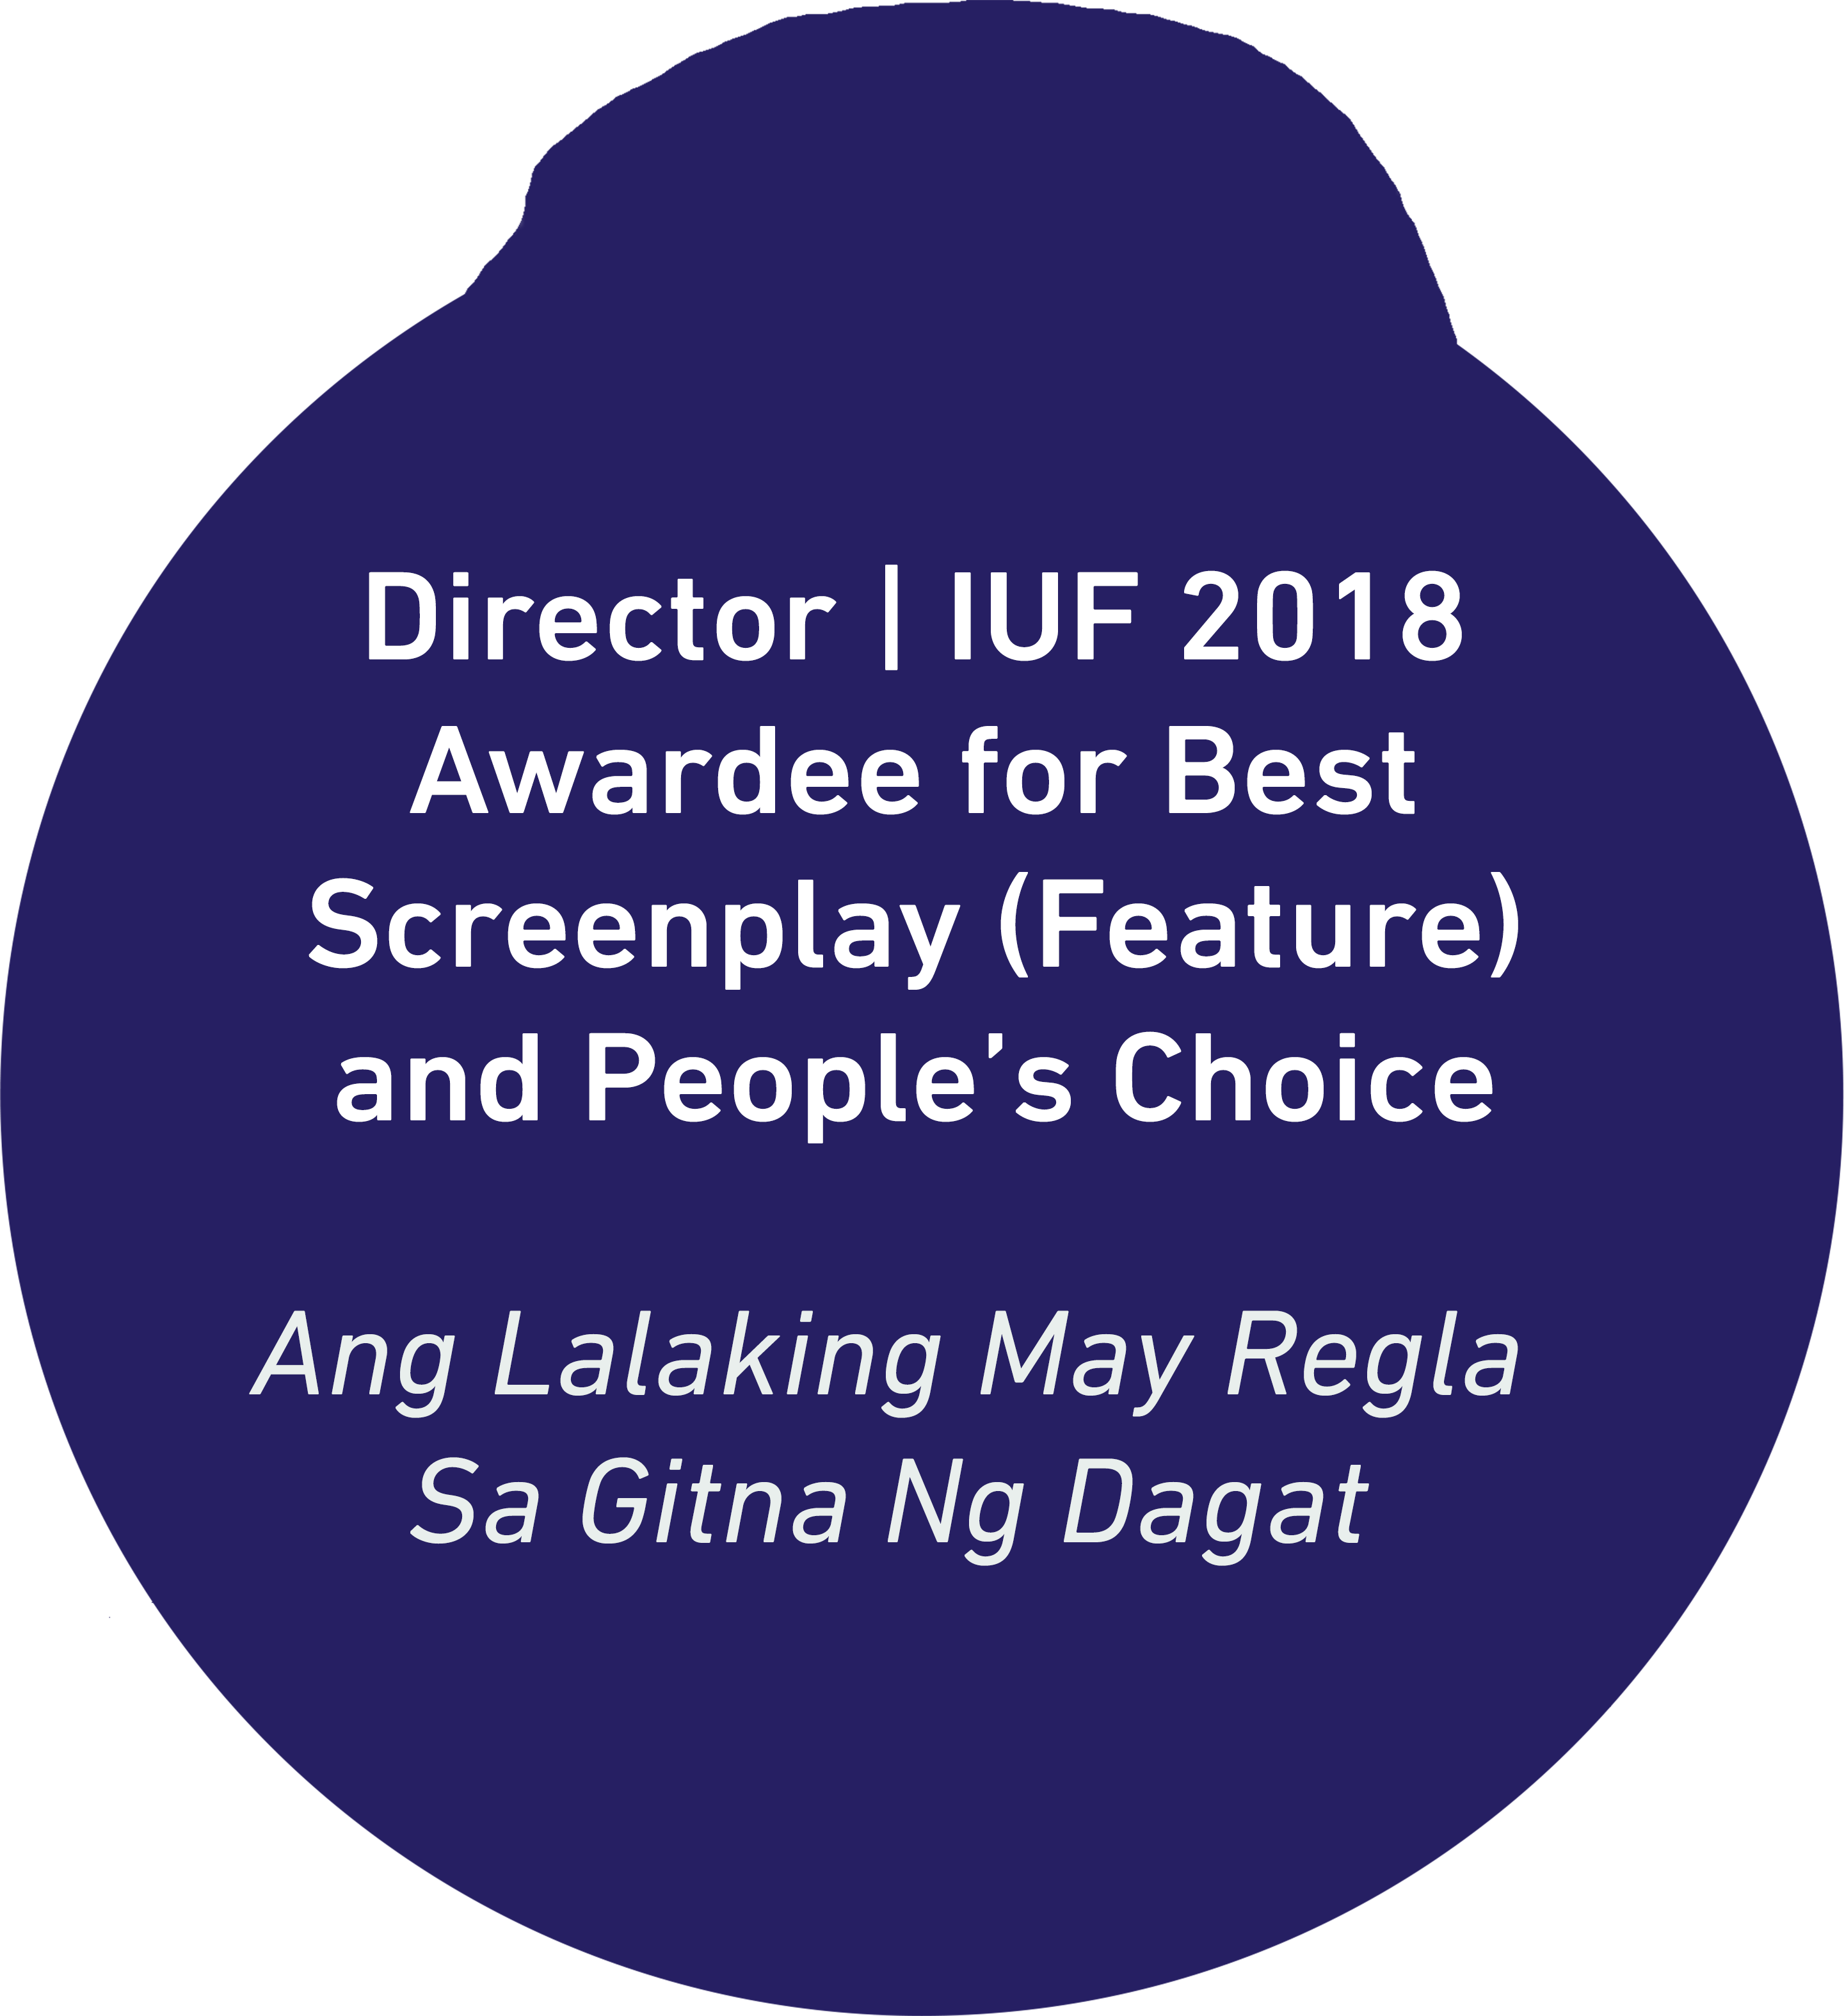 Director | IUF 2018
Awardee for Best
Screenplay (Feature)
and People’s Choice
Ang Lalaking May Regla
Sa Gitna Ng Dagat